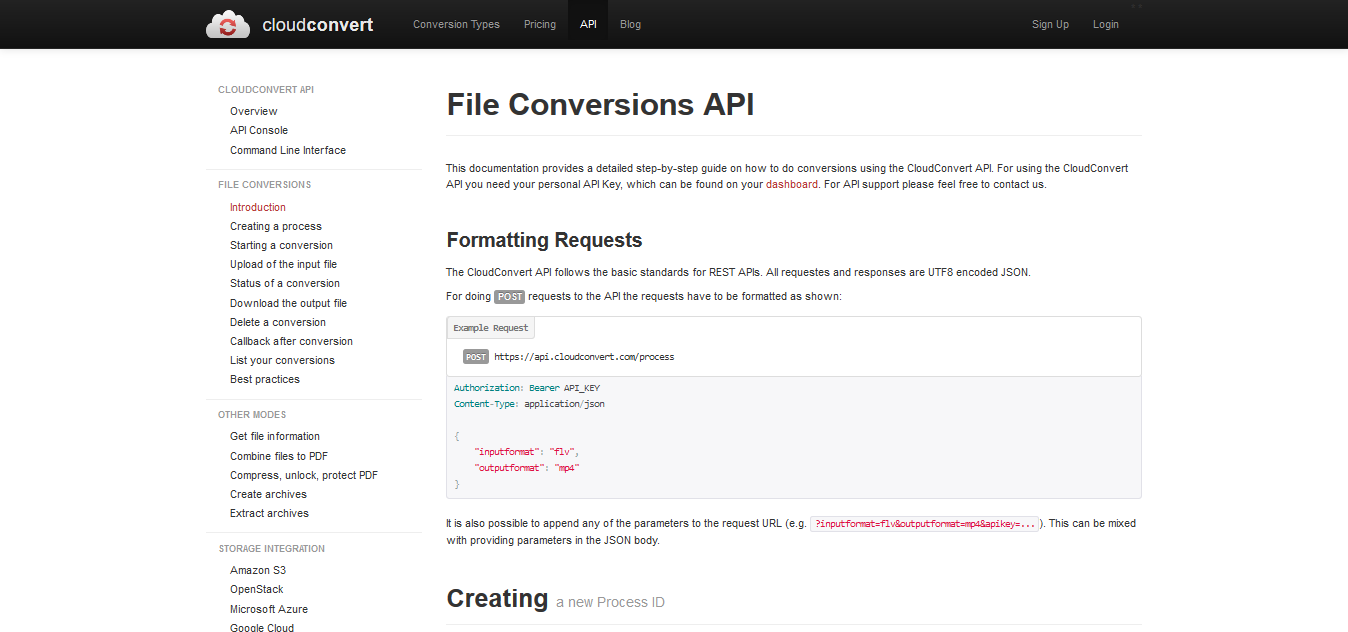 cloudconvert
Conversion Types
Pricing
API
Blog
Sign Up
Login
CLOUDCONVERT API
Overview
API Console
Command Line Interface
FILE CONVERSIONS
Introduction
Creating a process
Starting a conversion
Upload of the input file
Status of a conversion
Download the output file
Delete a conversion
Callback after conversion
List your conversions
Best practices
OTHER MODES
Get file information
Combine files to PDF
Compress, unlock, protect PDF
Create archives
Extract archives
STORAGE INTEGRATION
Amazon S3
OpenStack
Microsoft Azure
Google Cloud
File Conversions API
This documentation provides a detailed step-by-step guide on how to do conversions using the CloudConvert API. For using the CloudConvert
API you need your personal API Key, which can be found on your dashboard. For API support please feel free to contact us.
Formatting Requests
The CloudConvert API follows the basic standards for REST APIs. All requestes and responses are UTF8 encoded JSON.
For doing POST requests to the API the requests have to be formatted as shown:
Example Request
POST https://api.cloudconvert.com/process
Authorization: Bearer API_KEY
Content-Type: application/json
{
"inputformat": "flv",
"outputformat": "mp4"
}
It is also possible to append any of the parameters to the request URL (e.g. ?inputformat=flv&outputformat=mp4&apikey=...). This can be mixed
with providing parameters in the JSON body.
Creating a new Process ID